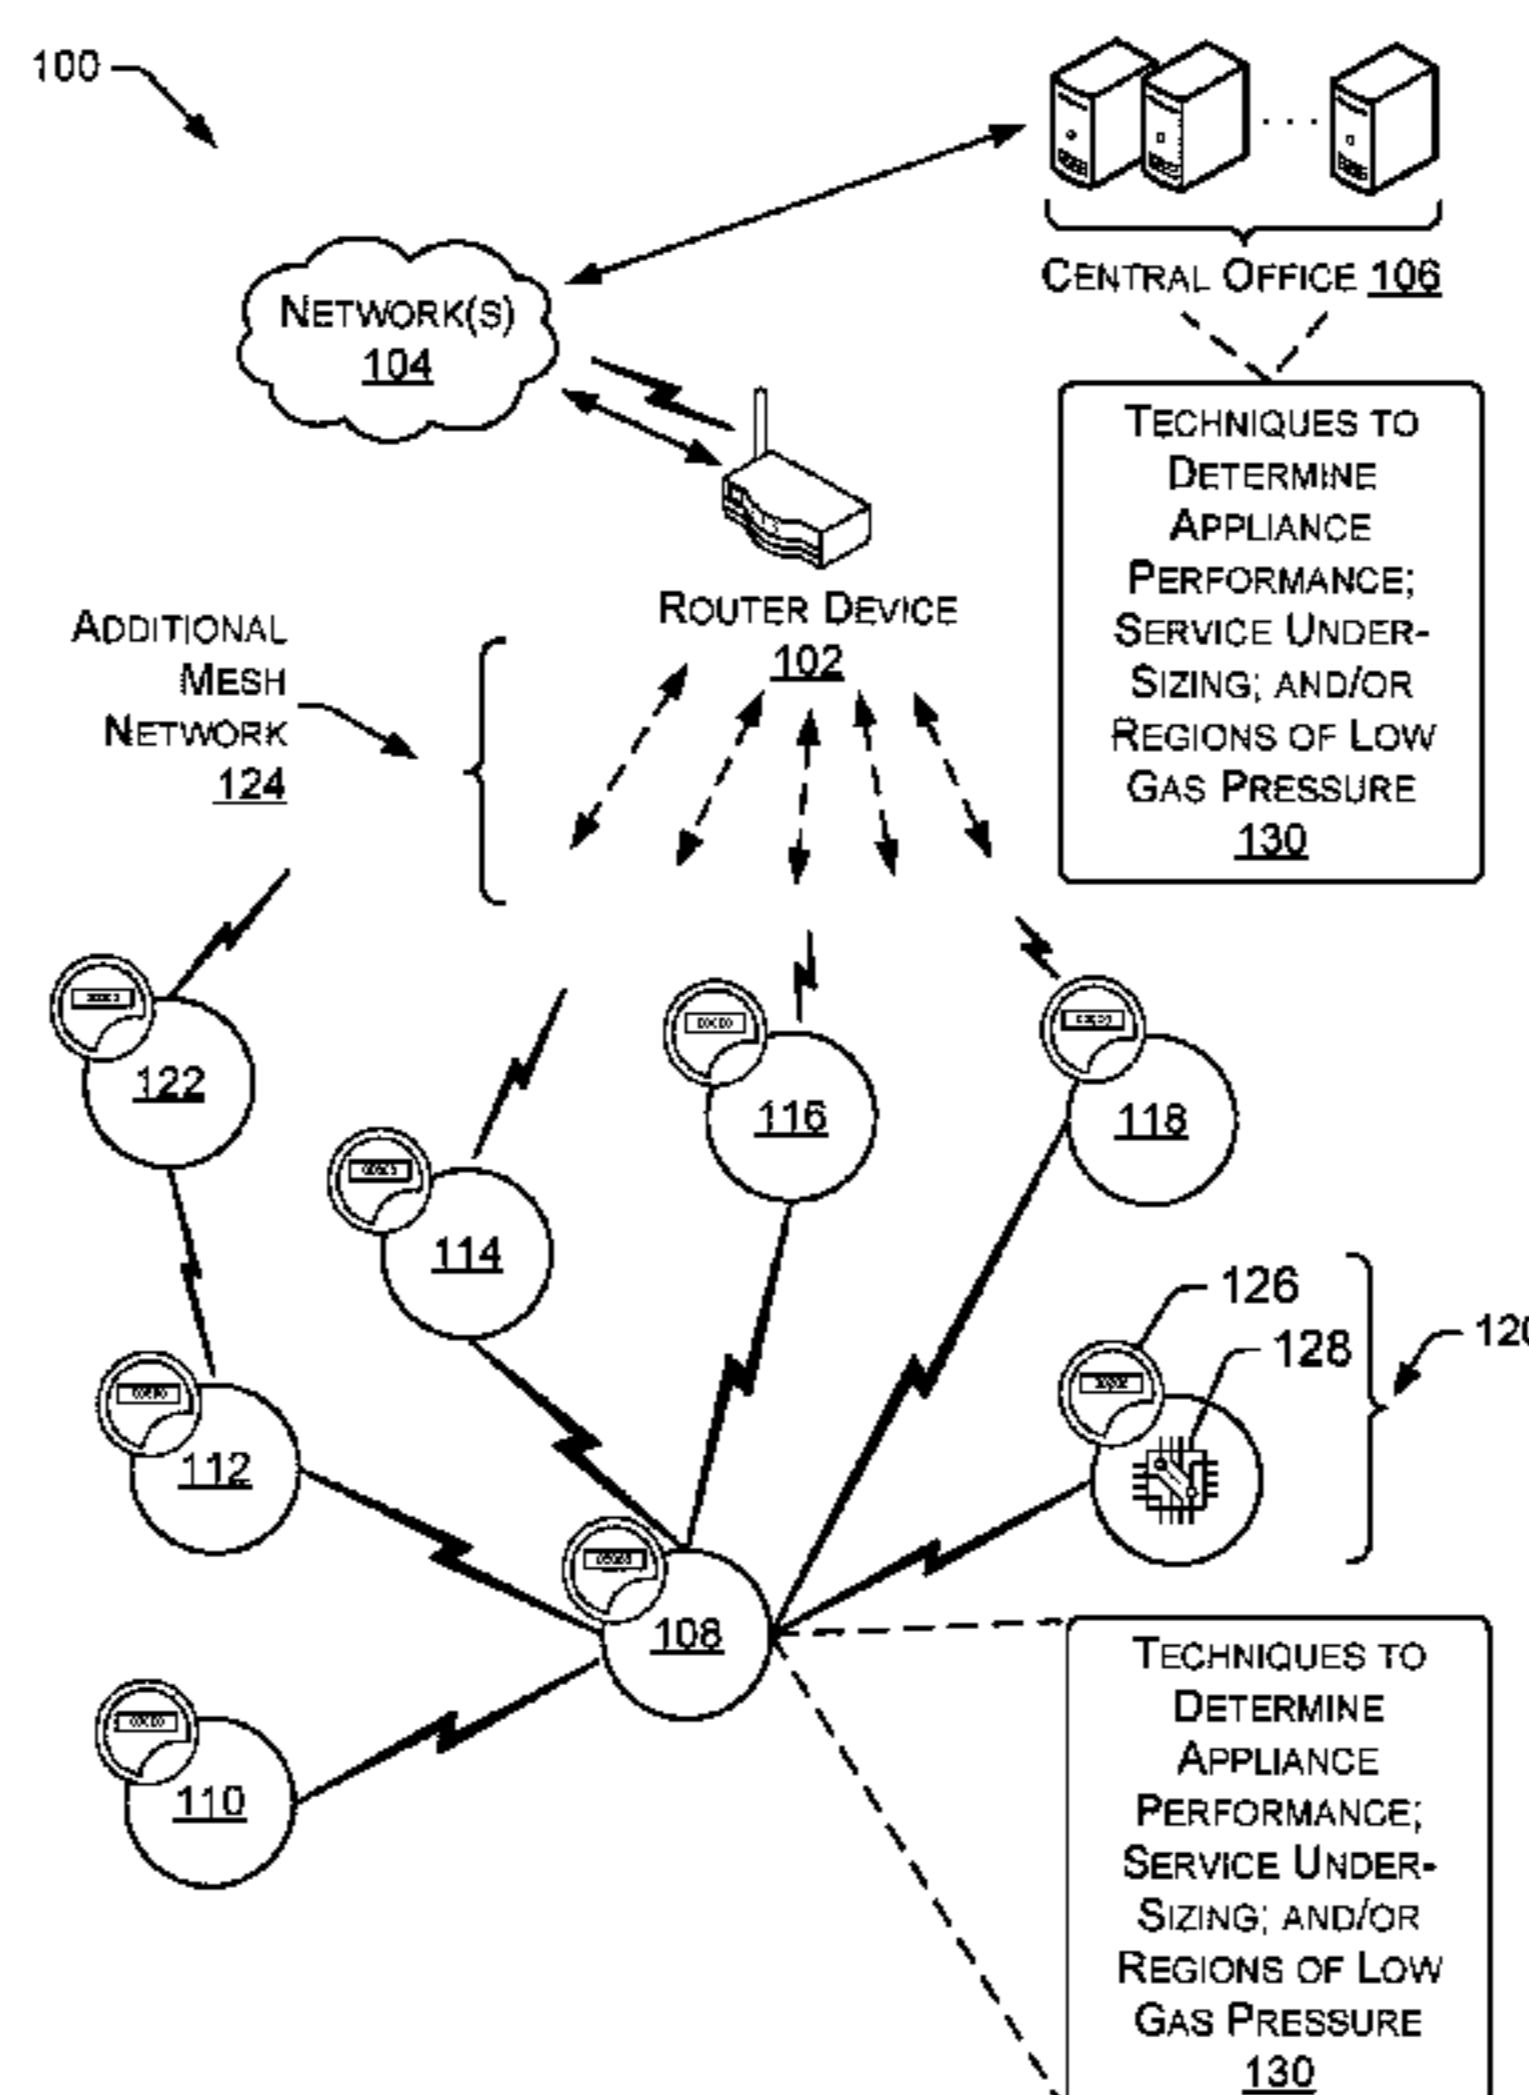 100
CENTRAL OFFICE 106
NETWORK(S)
104
TECHNIQUES TO
DETERMINE
APPLIANCE
PERFORMANCE;
SERVICE UNDER-
SIZING; AND/OR
REGIONS OF LOW
GAS PRESSURE
130
ROUTER DEVICE
102
ADDITIONAL
MESH
NETWORK
124
122
116
118
114
126
128
120
112
108
110
TECHNIQUES TO
DETERMINE
APPLIANCE
PERFORMANCE;
SERVICE UNDER-
SIZING; AND/OR
REGIONS OF LOW
GAS PRESSURE
130